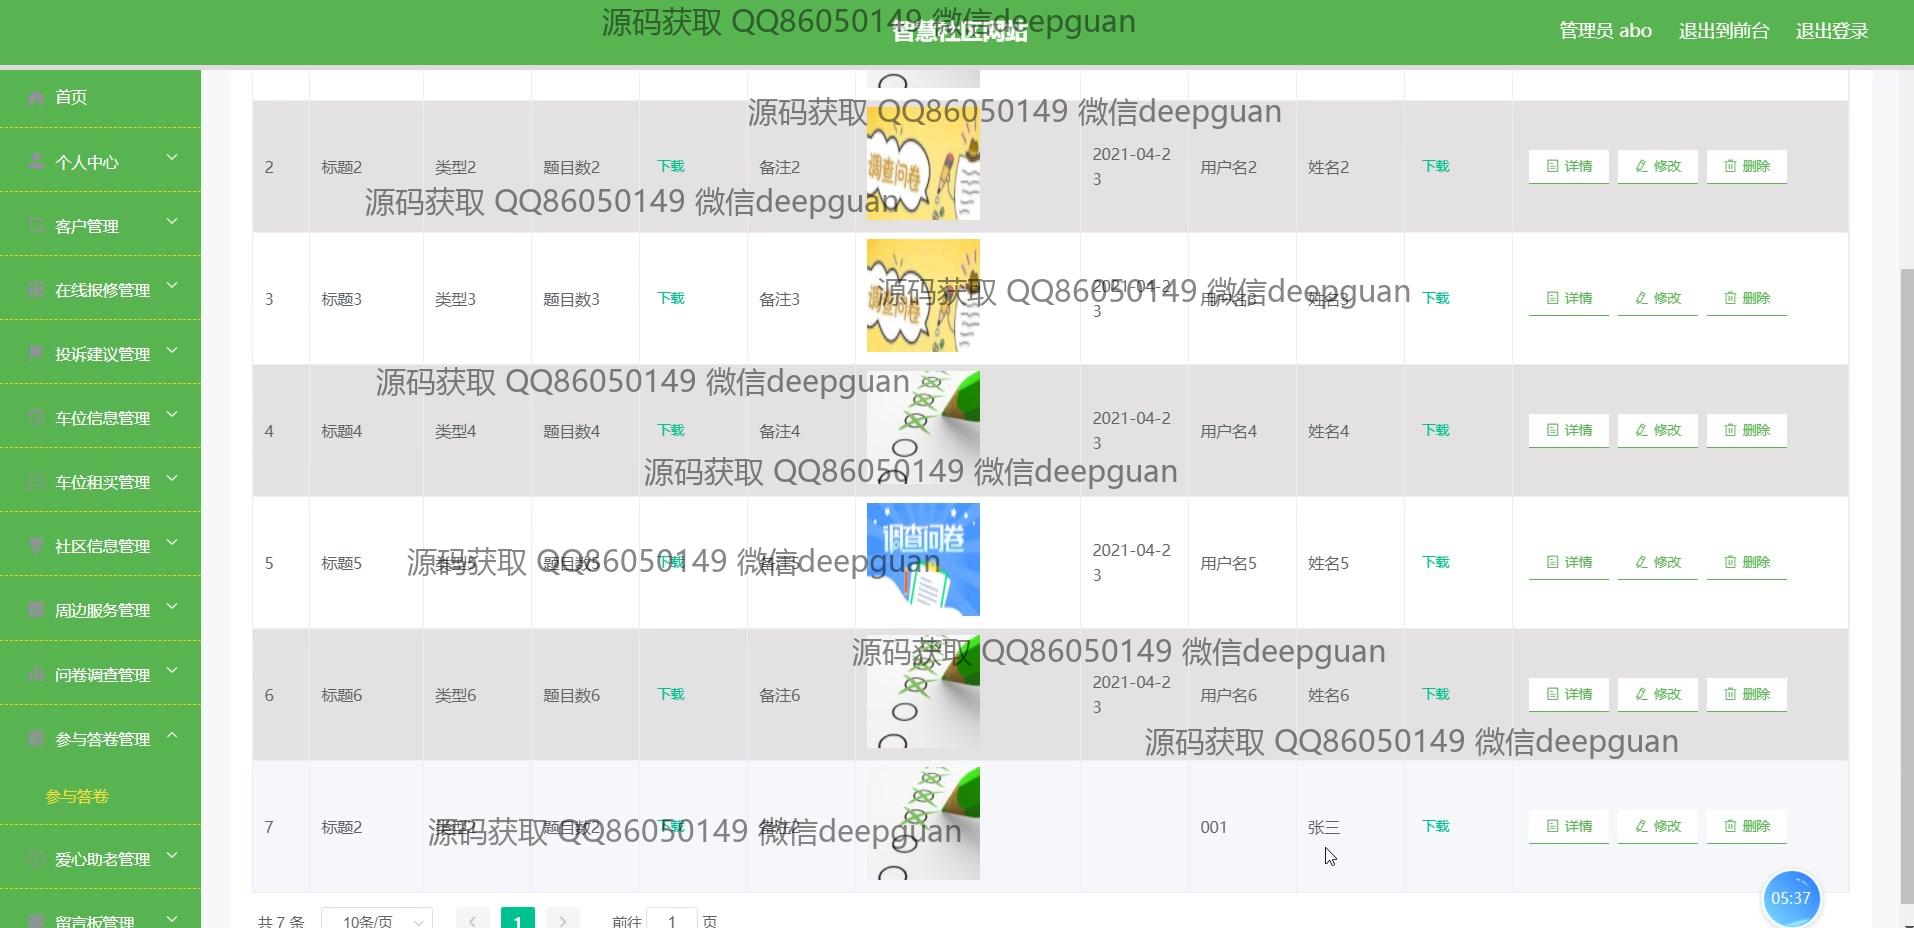 源码获取 QQ86050149 微信deepguan
智慧社区网站
管理员 abo 退出到前台 退出登录
首页
源码获取 QQ86050149 微信deepguan
个人中心
2 标题2 类型2 题目数2 下载 备注2 调查问卷 2021-04-2
3 用户名2 姓名2 下载 详情 修改 删除
源码获取 QQ86050149 微信deepguan
客户管理
在线报修管理
3 标题3 类型3 题目数3 下载 备注3 调查问卷 2021-04-2
3 用户名3 姓名3 下载 详情 修改 删除
源码获取 QQ86050149 微信deepguan
投诉建议管理
源码获取 QQ86050149 微信deepguan
车位信息管理
4 标题4 类型4 题目数4 下载 备注4 2021-04-2
3 用户名4 姓名4 下载 详情 修改 删除
源码获取 QQ86050149 微信deepguan
车位租买管理
社区信息管理
5 标题5 类型5 题目数5 下载 备注5 调查问卷 2021-04-2
3 用户名5 姓名5 下载 详情 修改 删除
源码获取 QQ86050149 微信deepguan
周边服务管理
源码获取 QQ86050149 微信deepguan
问卷调查管理
6 标题6 类型6 题目数6 下载 备注6 2021-04-2
3 用户名6 姓名6 下载 详情 修改 删除
参与答卷管理
源码获取 QQ86050149 微信deepguan
参与答卷
7 标题2 类型2 题目数2 下载 备注2 001 张三 下载 详情 修改 删除
源码获取 QQ86050149 微信deepguan
爱心助老管理
05:37
留言板管理
共 7 条 10条/页 1 前往 1 页